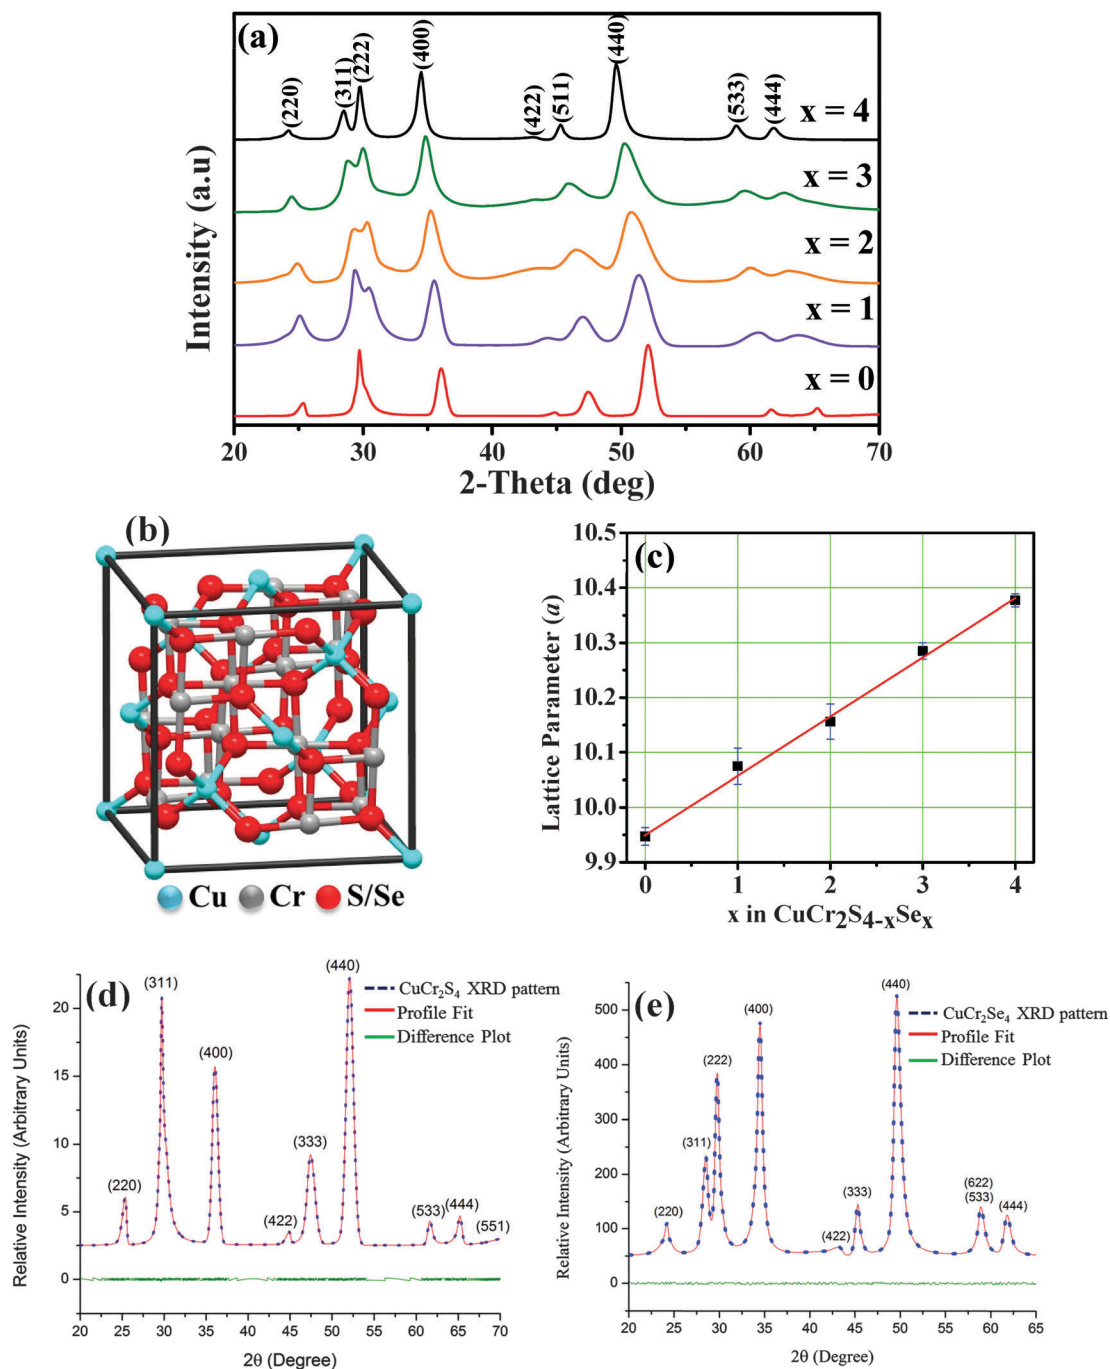 (a)
(220)
(311)
(222)
(400)
(422)
(511)
(440)
(533)
(444)
x = 4
x = 3
x = 2
x = 1
x = 0
Intensity (a.u)
20 30 40 50 60 70
2-Theta (deg)
(b)
Cu Cr S/Se
(c)
10.5
10.4
10.3
10.2
10.1
10.0
9.9
Lattice Parameter (a)
0 1 2 3 4
x in CuCr2S4-xSex
(d)
CuCr2S4 XRD pattern
Profile Fit
Difference Plot
(220)
(311)
(400)
(422)
(333)
(440)
(533)
(444)
(551)
20
15
10
5
0
Relative Intensity (Arbitrary Units)
20 25 30 35 40 45 50 55 60 65 70
2θ (Degree)
(e)
CuCr2Se4 XRD pattern
Profile Fit
Difference Plot
(220)
(311)
(222)
(400)
(422)
(333)
(440)
(622)
(533)
(444)
500
400
300
200
100
0
Relative Intensity (Arbitrary Units)
20 25 30 35 40 45 50 55 60 65
2θ (Degree)